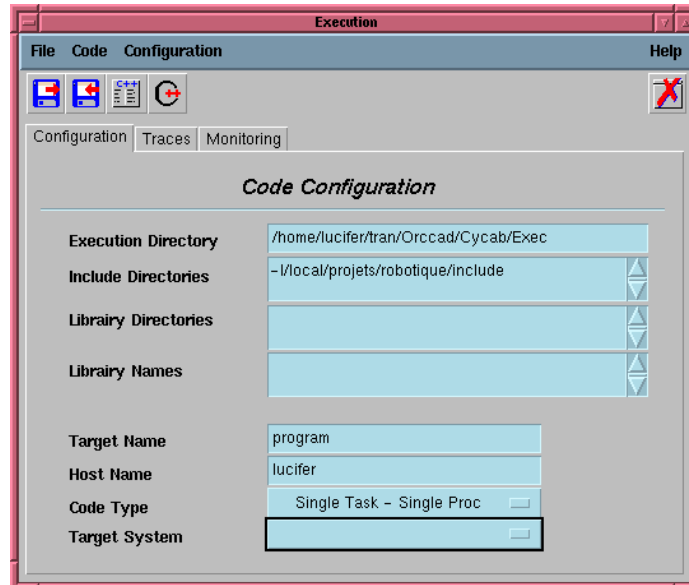 Execution
File Code Configuration Help
C++
Configuration Traces Monitoring
Code Configuration
Execution Directory /home/lucifer/tran/Orccad/Cycab/Exec
Include Directories -I/local/projets/robotique/include
Librairy Directories
Librairy Names
Target Name program
Host Name lucifer
Code Type Single Task - Single Proc
Target System